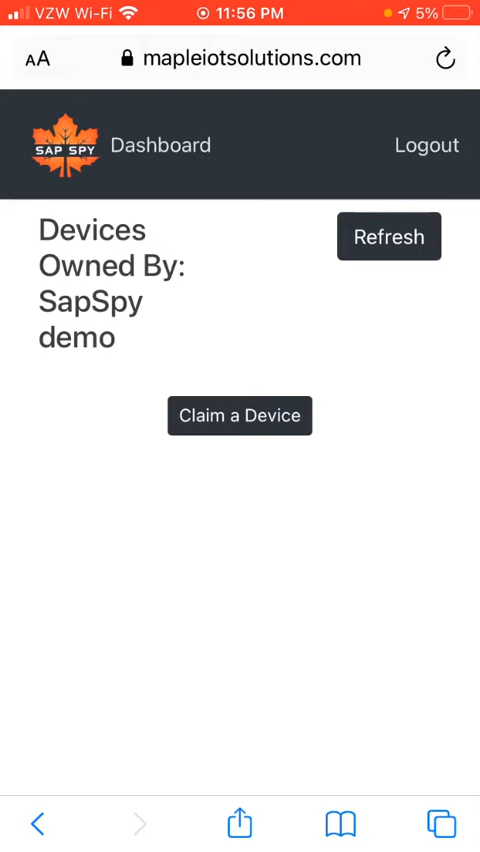 VZW Wi-Fi 11:56 PM 5%
AA mapleiotsolutions.com
SAP SPY Dashboard Logout
Devices Refresh
Owned By:
SapSpy
demo
Claim a Device